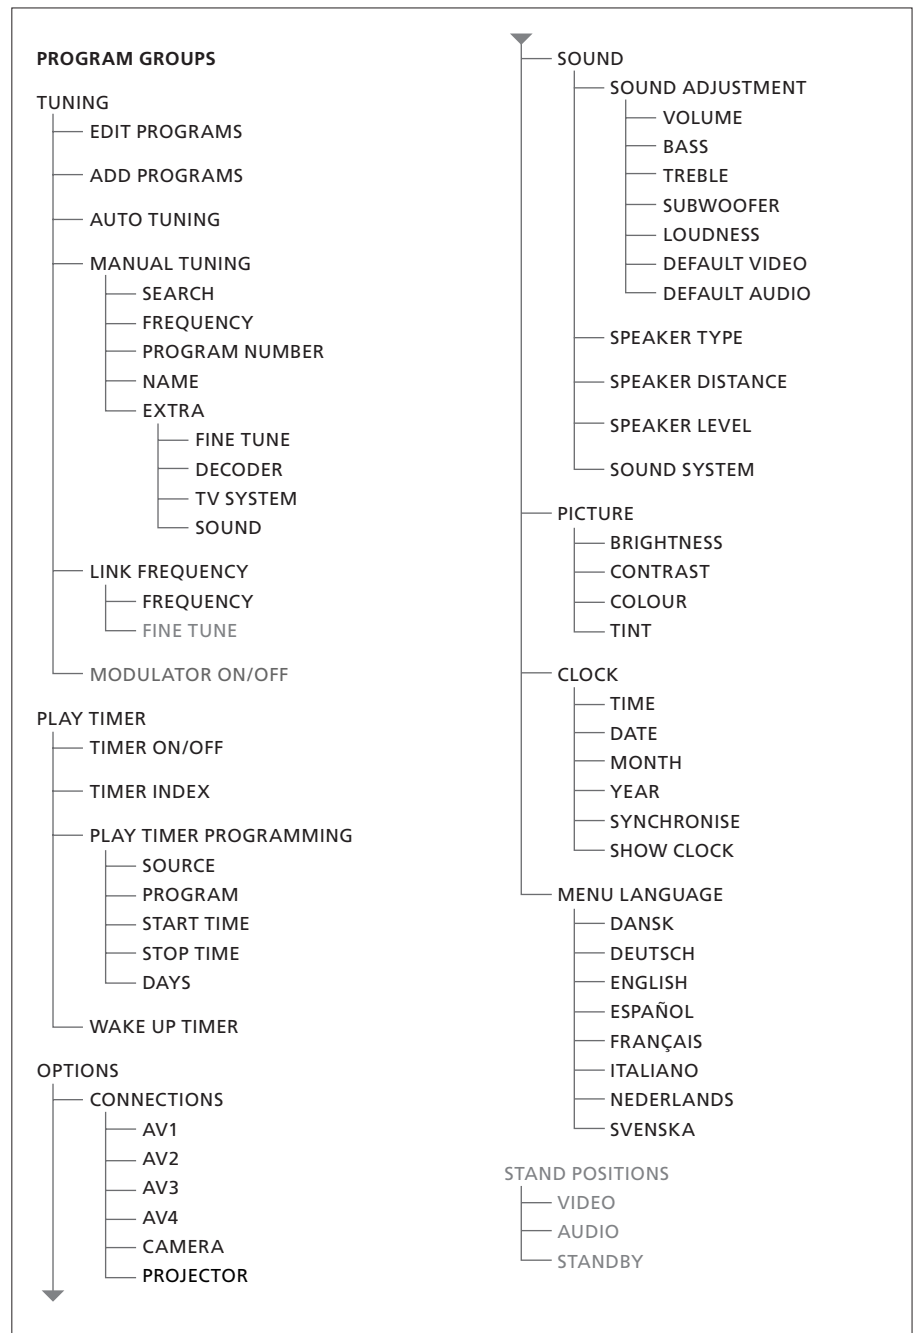 PROGRAM GROUPS
TUNING
EDIT PROGRAMS
ADD PROGRAMS
AUTO TUNING
MANUAL TUNING
SEARCH
FREQUENCY
PROGRAM NUMBER
NAME
EXTRA
FINE TUNE
DECODER
TV SYSTEM
SOUND
LINK FREQUENCY
FREQUENCY
FINE TUNE
MODULATOR ON/OFF
PLAY TIMER
TIMER ON/OFF
TIMER INDEX
PLAY TIMER PROGRAMMING
SOURCE
PROGRAM
START TIME
STOP TIME
DAYS
WAKE UP TIMER
OPTIONS
CONNECTIONS
AV1
AV2
AV3
AV4
CAMERA
PROJECTOR
SOUND
SOUND ADJUSTMENT
VOLUME
BASS
TREBLE
SUBWOOFER
LOUDNESS
DEFAULT VIDEO
DEFAULT AUDIO
SPEAKER TYPE
SPEAKER DISTANCE
SPEAKER LEVEL
SOUND SYSTEM
PICTURE
BRIGHTNESS
CONTRAST
COLOUR
TINT
CLOCK
TIME
DATE
MONTH
YEAR
SYNCHRONISE
SHOW CLOCK
MENU LANGUAGE
DANSK
DEUTSCH
ENGLISH
ESPAÑOL
FRANÇAIS
ITALIANO
NEDERLANDS
SVENSKA
STAND POSITIONS
VIDEO
AUDIO
STANDBY